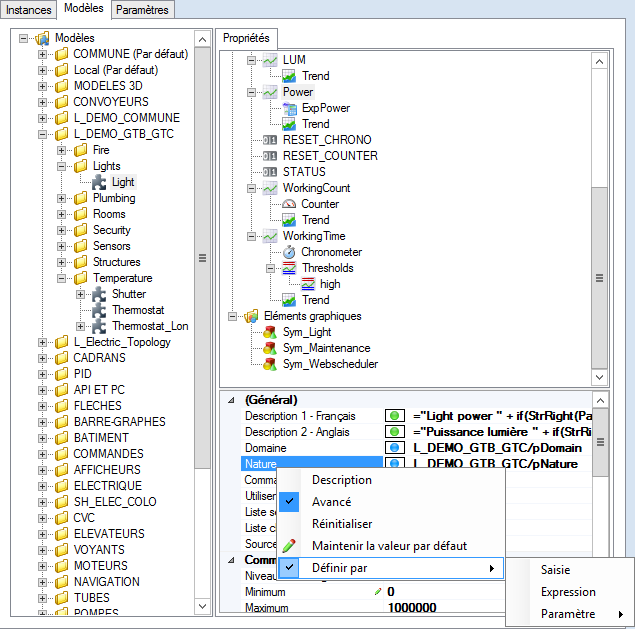 Instances Modèles Paramètres
Modèles
COMMUNE (Par défaut)
Local (Par défaut)
MODELES 3D
CONVOYEURS
L_DEMO_COMMUNE
L_DEMO_GTB_GTC
Fire
Lights
Light
Plumbing
Rooms
Security
Sensors
Structures
Temperature
Shutter
Thermostat
Thermostat_Lon
L_Electric_Topology
CADRANS
PID
API ET PC
FLECHES
BARRE-GRAPHES
BATIMENT
COMMANDES
AFFICHEURS
ELECTRIQUE
SH_ELEC_COLO
CVC
ELEVATEURS
VOYANTS
MOTEURS
NAVIGATION
TUBES
POMPES
Propriétés
LUM
Trend
Power
ExpPower
Trend
RESET_CHRONO
RESET_COUNTER
STATUS
WorkingCount
Counter
Trend
WorkingTime
Chronometer
Thresholds
high
Trend
Eléments graphiques
Sym_Light
Sym_Maintenance
Sym_Webscheduler
(Général)
Description 1 - Français ="Light power " + if(StrRight(Pa
Description 2 - Anglais ="Puissance lumière " + if(StrRi
Domaine L_DEMO_GTB_GTC/pDomain
Nature L_DEMO_GTB_GTC/pNature
Comma
Utiliser
Liste s
Liste c
Source
Comm
Niveau
Minimum 0
Maximum 1000000
Description
Avancé
Réinitialiser
Maintenir la valeur par défaut
Définir par
Saisie
Expression
Paramètre